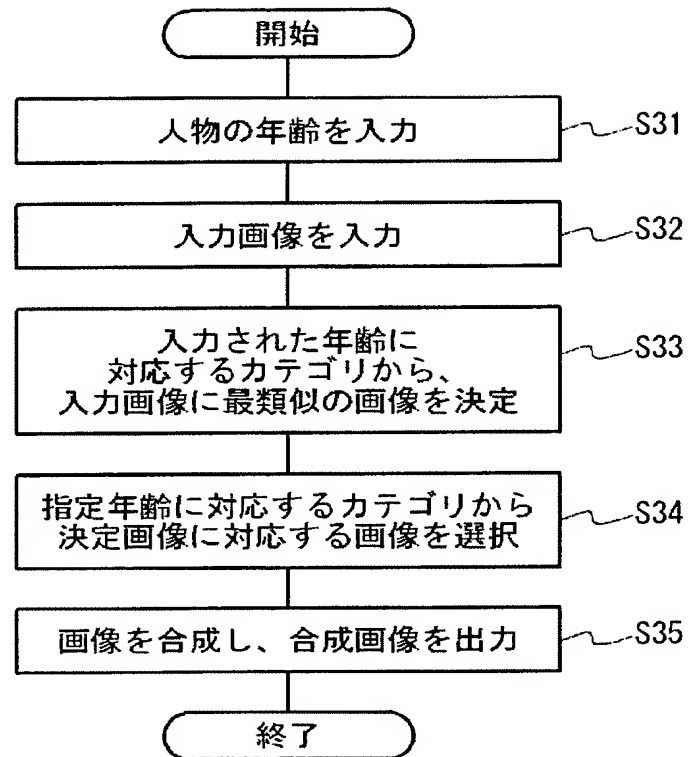 開始
人物の年齢を入力
S31
入力画像を入力
S32
入力された年齢に
対応するカテゴリから、
入力画像に最類似の画像を決定
S33
指定年齢に対応するカテゴリから
決定画像に対応する画像を選択
S34
画像を合成し、合成画像を出力
S35
終了